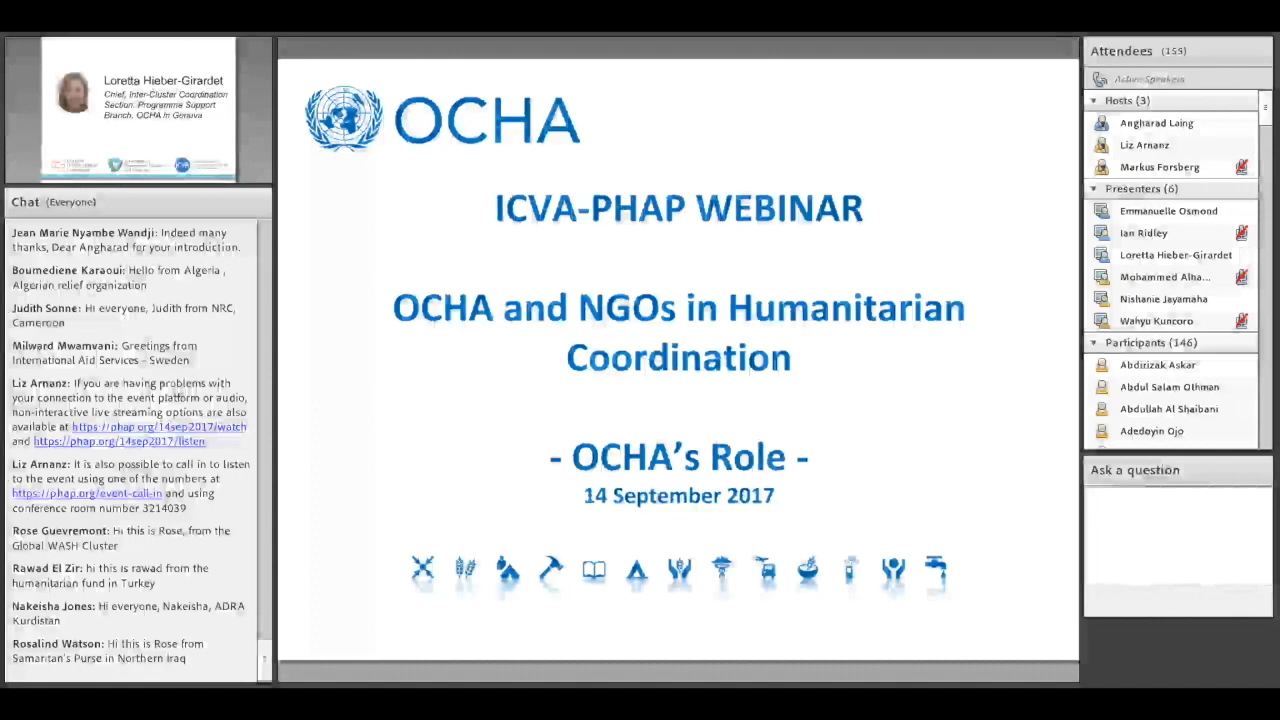 Loretta Hieber-Girardet
Chief, Inter-Cluster Coordination
Section, Programme Support
Branch, OCHA in Geneva
Chat (Everyone)
Jean Marie Nyambe Wandji: Indeed many
thanks, Dear Angharad for your introduction.
Boumediene Karaoui: Hello from Algeria ,
Algerian relief organization
Judith Sonne: Hi everyone, Judith from NRC,
Cameroon
Milward Mwamvani: Greetings from
International Aid Services - Sweden
Liz Arnanz: If you are having problems with
your connection to the event platform or audio,
non-interactive live streaming options are also
available at https://phap.org/14sep2017/watch
and https://phap.org/14sep2017/listen
Liz Arnanz: It is also possible to call in to listen
to the event using one of the numbers at
https://phap.org/event-call-in and using
conference room number 3214039
Rose Guevremont: Hi this is Rose, from the
Global WASH Cluster
Rawad El Zir: hi this is rawad from the
humanitarian fund in Turkey
Nakeisha Jones: Hi everyone, Nakeisha, ADRA
Kurdistan
Rosalind Watson: Hi this is Rose from
Samaritan's Purse in Northern Iraq
OCHA
ICVA-PHAP WEBINAR
OCHA and NGOs in Humanitarian
Coordination
- OCHA's Role -
14 September 2017
Attendees (155)
Active Speakers
Hosts (3)
Angharad Laing
Liz Arnanz
Markus Forsberg
Presenters (6)
Emmanuelle Osmond
Ian Ridley
Loretta Hieber-Girardet
Mohammed Alha...
Nishanie Jayamaha
Wahyu Kuncoro
Participants (146)
Abdirizak Askar
Abdul Salam Othman
Abdullah Al Shaibani
Adedoyin Ojo
Ask a question